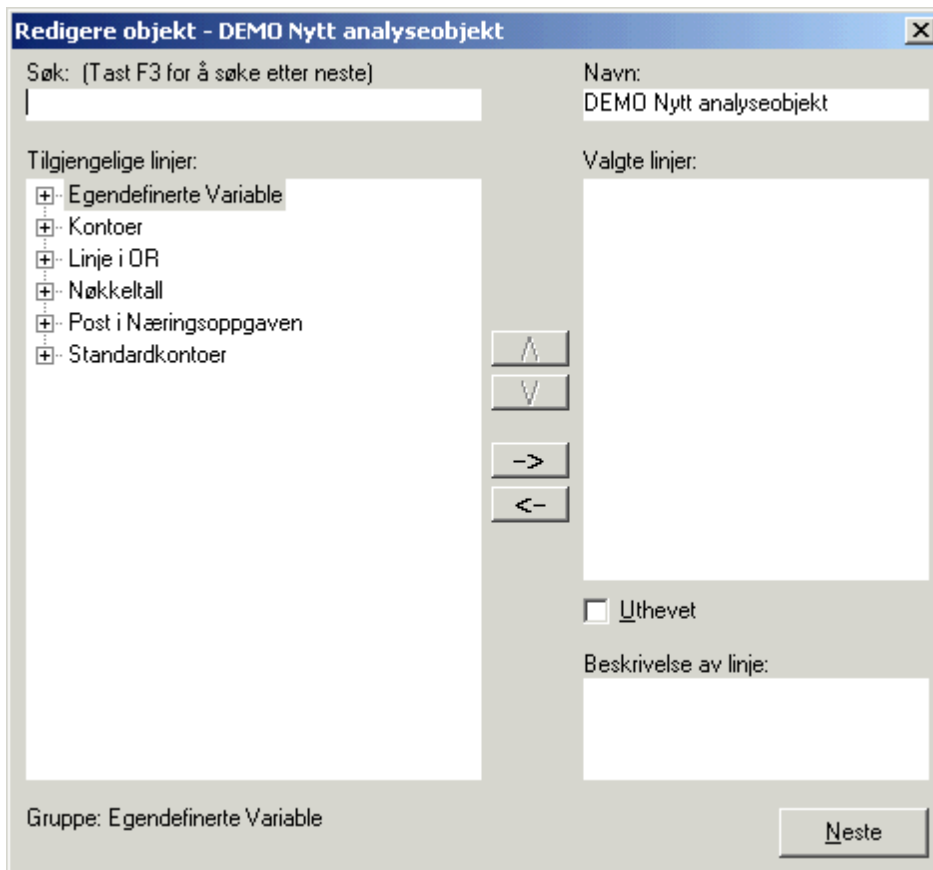 Redigere objekt - DEMO Nytt analyseobjekt
Søk: (Tast F3 for å søke etter neste)
Navn:
DEMO Nytt analyseobjekt
Tilgjengelige linjer:
Valgte linjer:
Egendefinerte Variable
Kontoer
Linje i OR
Nøkkeltall
Post i Næringsoppgaven
Standardkontoer
->
<-
Uthevet
Beskrivelse av linje:
Gruppe: Egendefinerte Variable
Neste